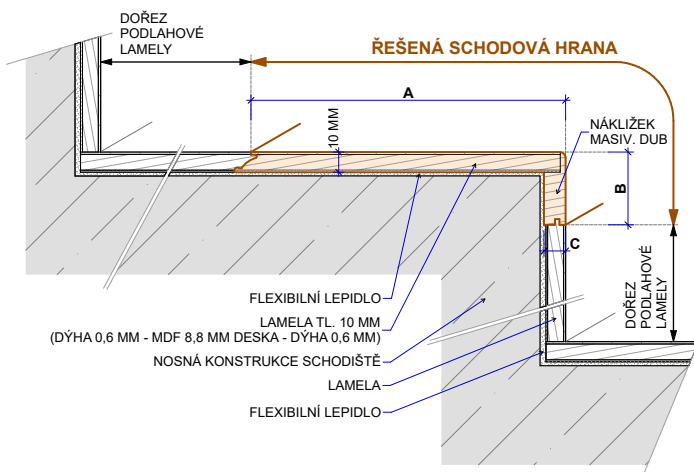 DOŘEZ
PODLAHOVÉ
LAMELY
ŘEŠENÁ SCHODOVÁ HRANA
A
10 MM
NÁKLIŽEK
MASIV. DUB
B
C
DOŘEZ
PODLAHOVÉ
LAMELY
FLEXIBILNÍ LEPIDLO
LAMELA TL. 10 MM
(DÝHA 0,6 MM - MDF 8,8 MM DESKA - DÝHA 0,6 MM)
NOSNÁ KONSTRUKCE SCHODIŠTĚ
LAMELA
FLEXIBILNÍ LEPIDLO